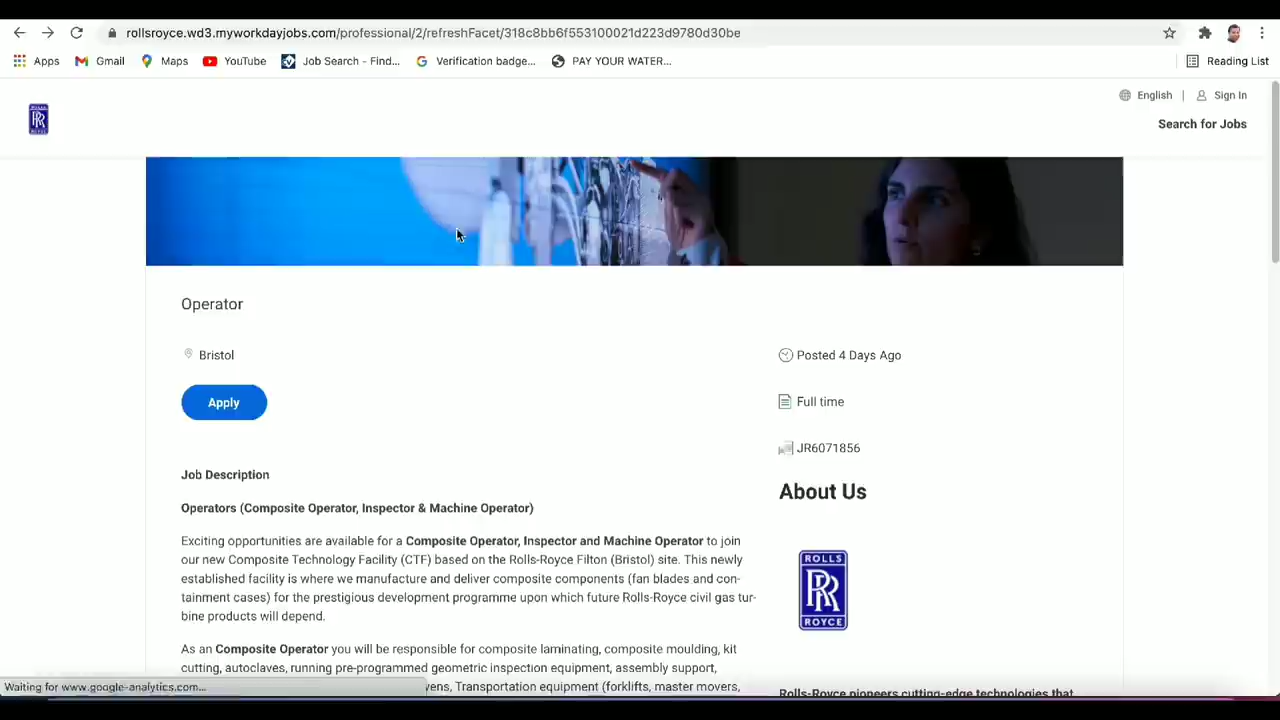 rollsroyce.wd3.myworkdayjobs.com/professional/2/refreshFacet/318c8bb6f553100021d223d9780d30be
Apps Gmail Maps YouTube Job Search - Find... Verification badge... PAY YOUR WATER... Reading List
English | Sign In
ROLLS
RR
ROYCE
Search for Jobs
Operator
Bristol
Posted 4 Days Ago
Apply
Full time
JR6071856
Job Description
About Us
Operators (Composite Operator, Inspector & Machine Operator)
Exciting opportunities are available for a Composite Operator, Inspector and Machine Operator to join
our new Composite Technology Facility (CTF) based on the Rolls-Royce Filton (Bristol) site. This newly
established facility is where we manufacture and deliver composite components (fan blades and con-
tainment cases) for the prestigious development programme upon which future Rolls-Royce civil gas tur-
bine products will depend.
ROLLS
RR
ROYCE
As an Composite Operator you will be responsible for composite laminating, composite moulding, kit
cutting, autoclaves, running pre-programmed geometric inspection equipment, assembly support,
vens, Transportation equipment (forklifts, master movers,
Waiting for www.google-analytics.com...
Rolls-Royce pioneers cutting-edge technologies that